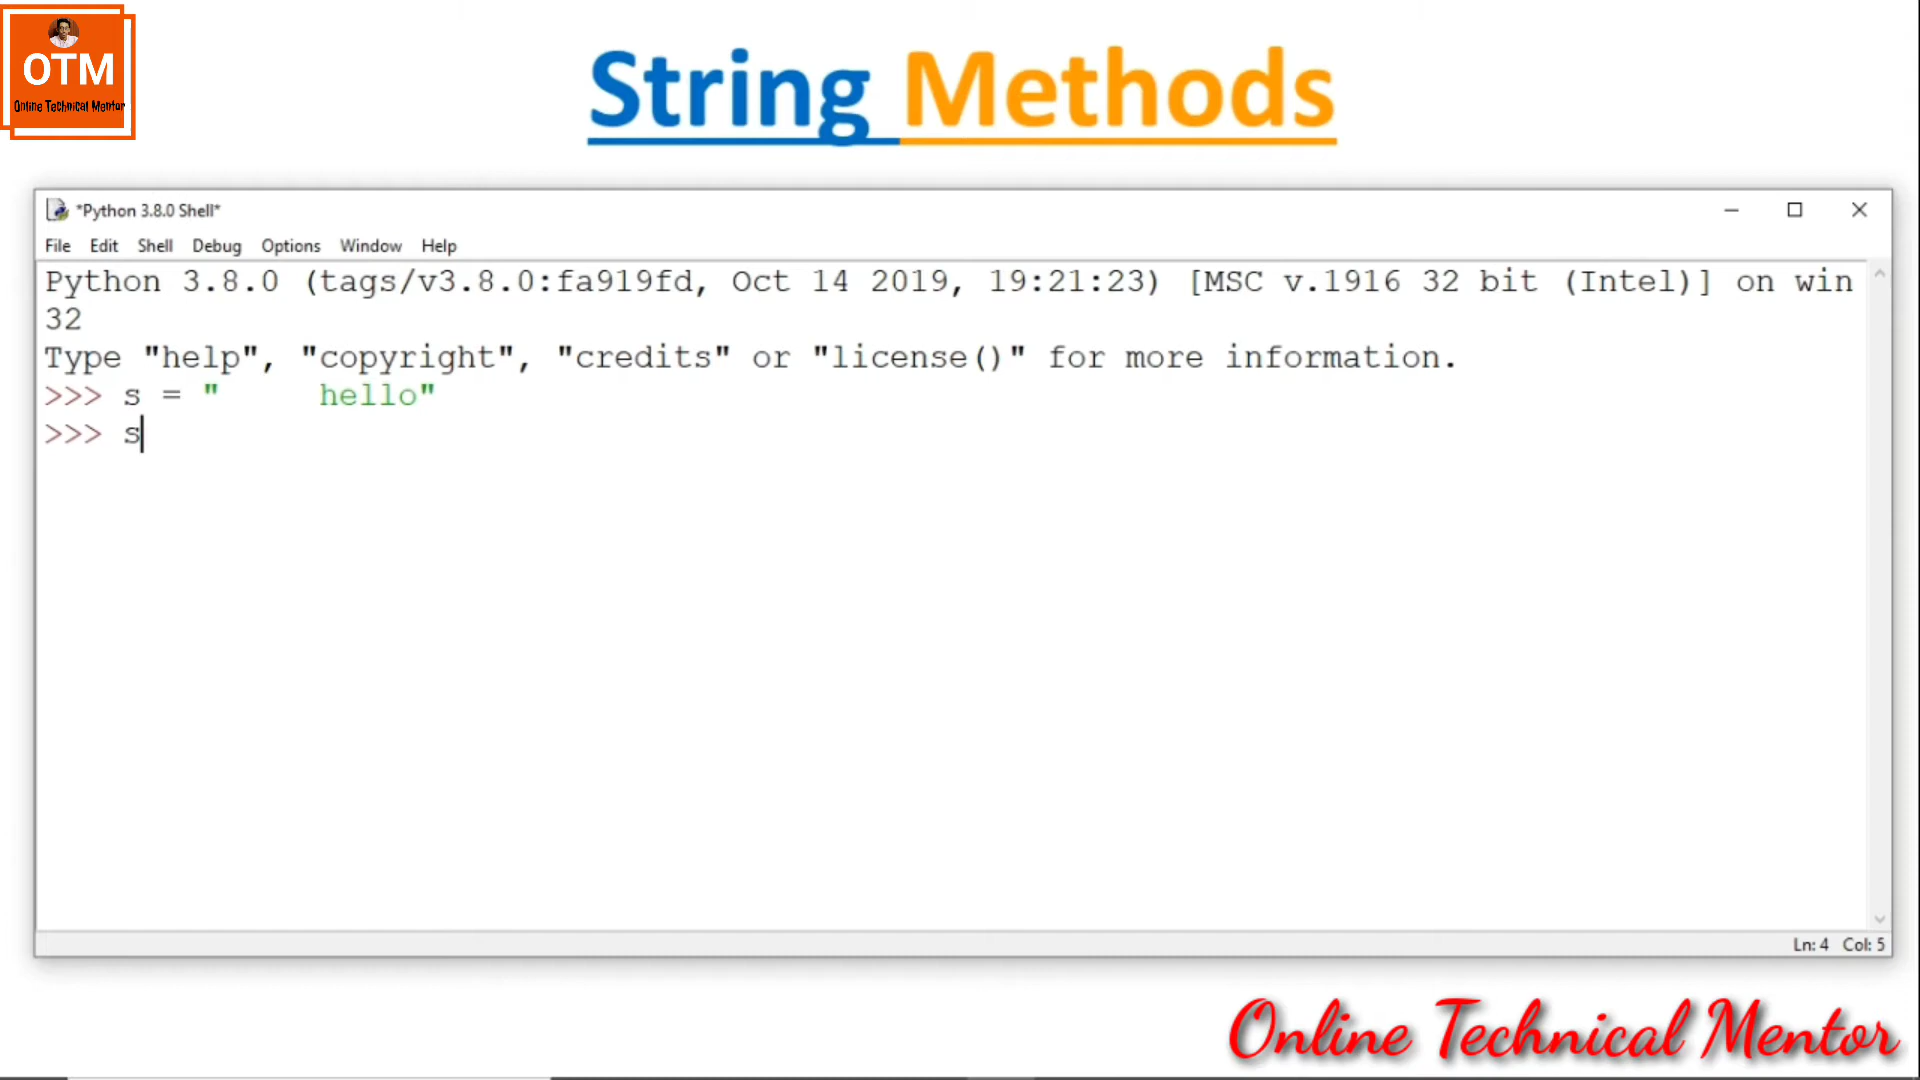 OTM
Online Technical Mentor
String Methods
*Python 3.8.0 Shell*
File Edit Shell Debug Options Window Help
Python 3.8.0 (tags/v3.8.0:fa919fd, Oct 14 2019, 19:21:23) [MSC v.1916 32 bit (Intel)] on win
32
Type "help", "copyright", "credits" or "license()" for more information.
>>> s = "     hello"
>>> s
Ln: 4 Col: 5
Online Technical Mentor